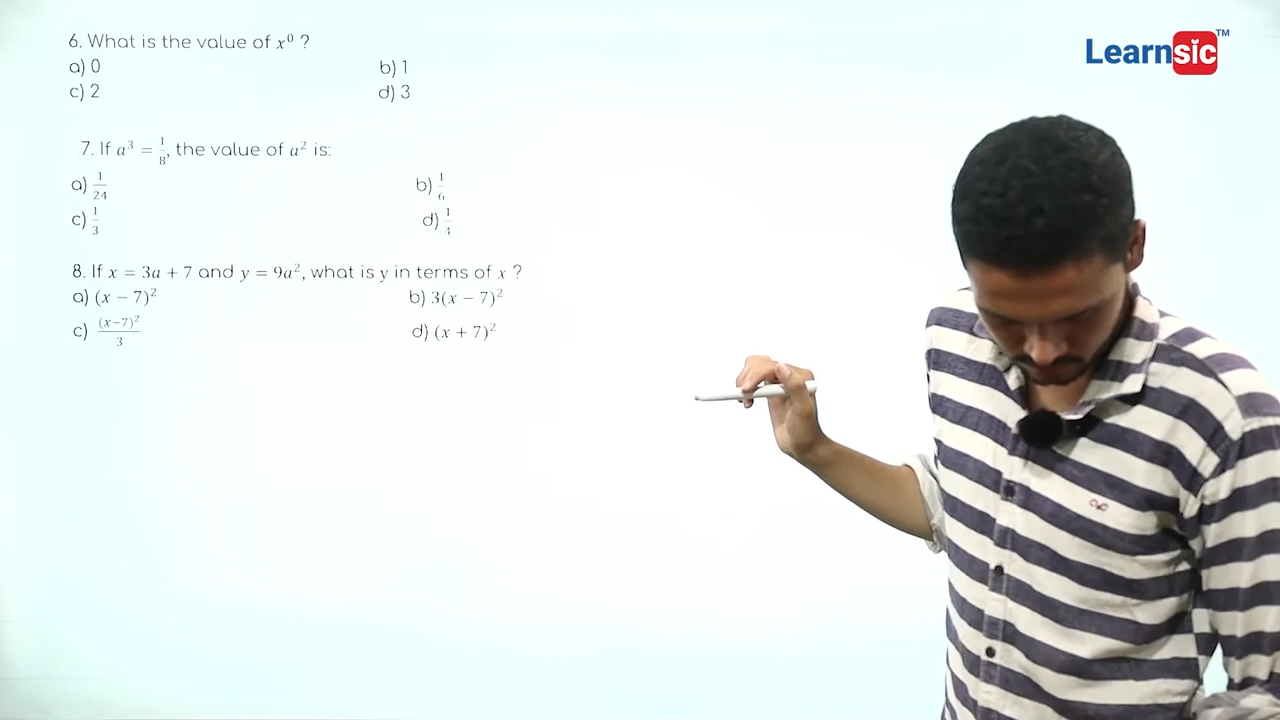 6. What is the value of x⁰ ?
a) 0 b) 1
c) 2 d) 3
7. If a³ = 1/8, the value of a² is:
a) 1/24 b) 1/6
c) 1/3 d) 1/4
8. If x = 3a + 7 and y = 9a², what is y in terms of x ?
a) (x − 7)² b) 3(x − 7)²
c) (x−7)²/3 d) (x + 7)²
Learnsic™